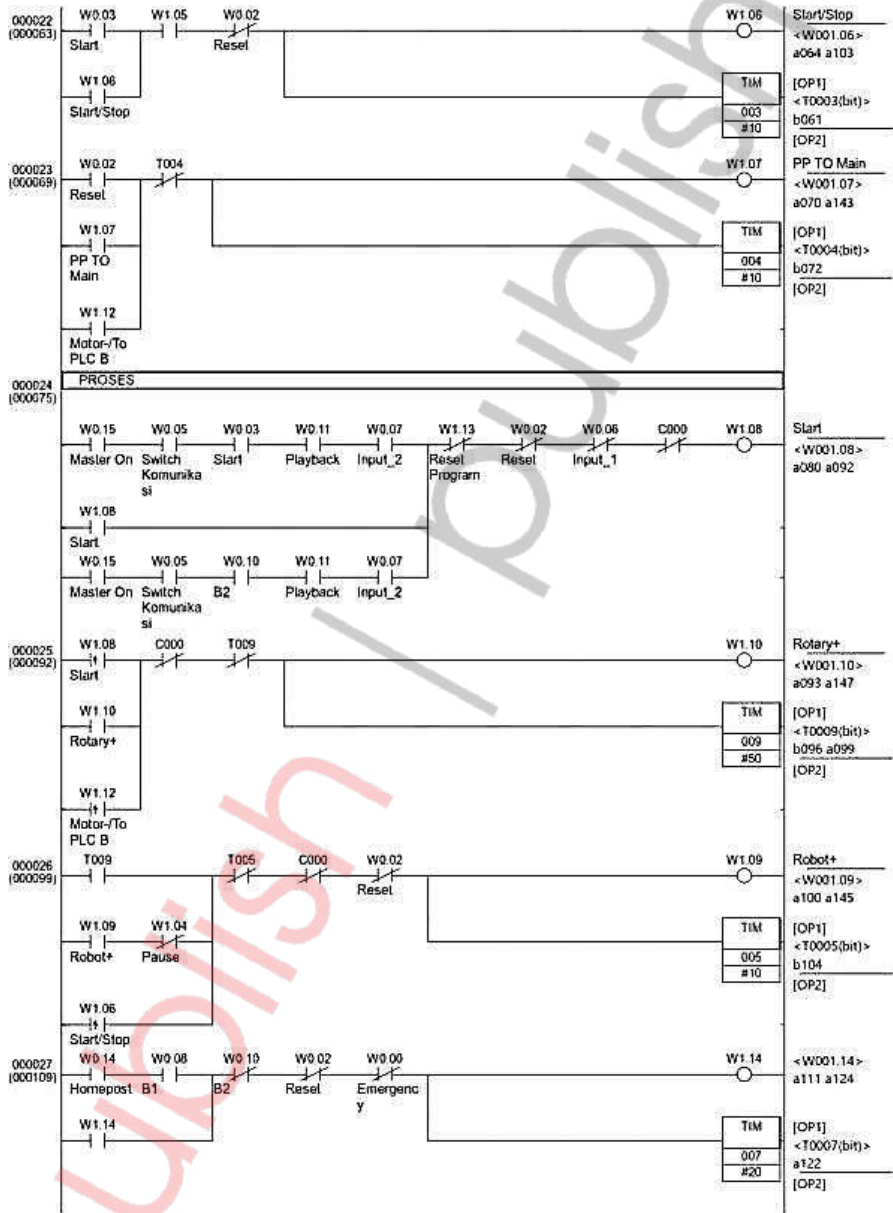 000022
(000063)
W0.03 W1.05 W0.02 W1.06 Start/Stop
Start Reset <W001.06>
a064 a103
W1.06 TIM [OP1]
Start/Stop 003 <T0003(bit)>
#10 b061
[OP2]
000023
(000069)
W0.02 T004 W1.07 PP TO Main
Reset <W001.07>
a070 a143
W1.07 TIM [OP1]
PP TO 004 <T0004(bit)>
Main #10 b072
[OP2]
W1.12
Motor-/To
PLC B
000024
(000075)
PROSES
W0.15 W0.05 W0.03 W0.11 W0.07 W1.13 W0.02 W0.06 C000 W1.08 Start
Master On Switch Start Playback Input_2 Reset Reset Input_1 <W001.08>
Komunika Program a080 a092
si
W1.08
Start
W0.15 W0.05 W0.10 W0.11 W0.07
Master On Switch B2 Playback Input_2
Komunika
si
000025
(000092)
W1.08 C000 T009 W1.10 Rotary+
Start <W001.10>
a093 a147
W1.10 TIM [OP1]
Rotary+ 009 <T0009(bit)>
#50 b096 a099
[OP2]
W1.12
Motor-/To
PLC B
000026
(000099)
T009 T005 C000 W0.02 W1.09 Robot+
Reset <W001.09>
a100 a145
W1.09 W1.04 TIM [OP1]
Robot+ Pause 005 <T0005(bit)>
#10 b104
[OP2]
W1.06
Start/Stop
000027
(000109)
W0.14 W0.08 W0.10 W0.02 W0.00 W1.14 <W001.14>
Homepost B1 B2 Reset Emergenc a111 a124
y
W1.14 TIM [OP1]
007 <T0007(bit)>
#20 a122
[OP2]
I publish
ublish